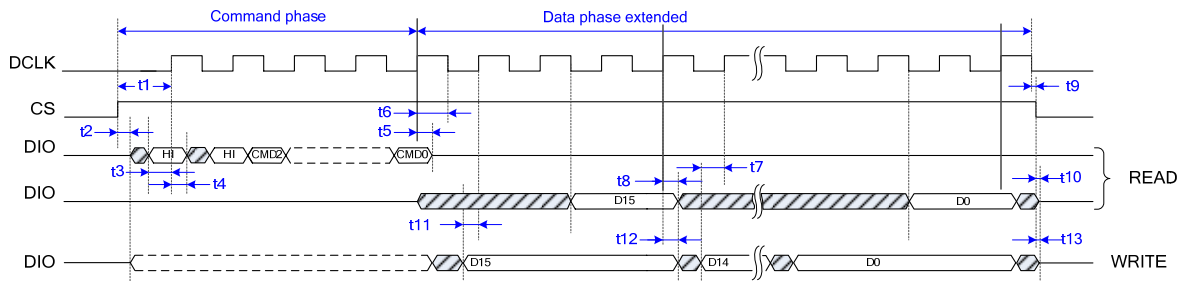 Command phase Data phase extended
DCLK
t1 t9
CS
t6
t2 t5
DIO HI HI CMD2 CMD0
t3 t4 t8 t7 t10 READ
DIO D15 D0
t11 t12 t13
DIO D15 D14 D0 WRITE